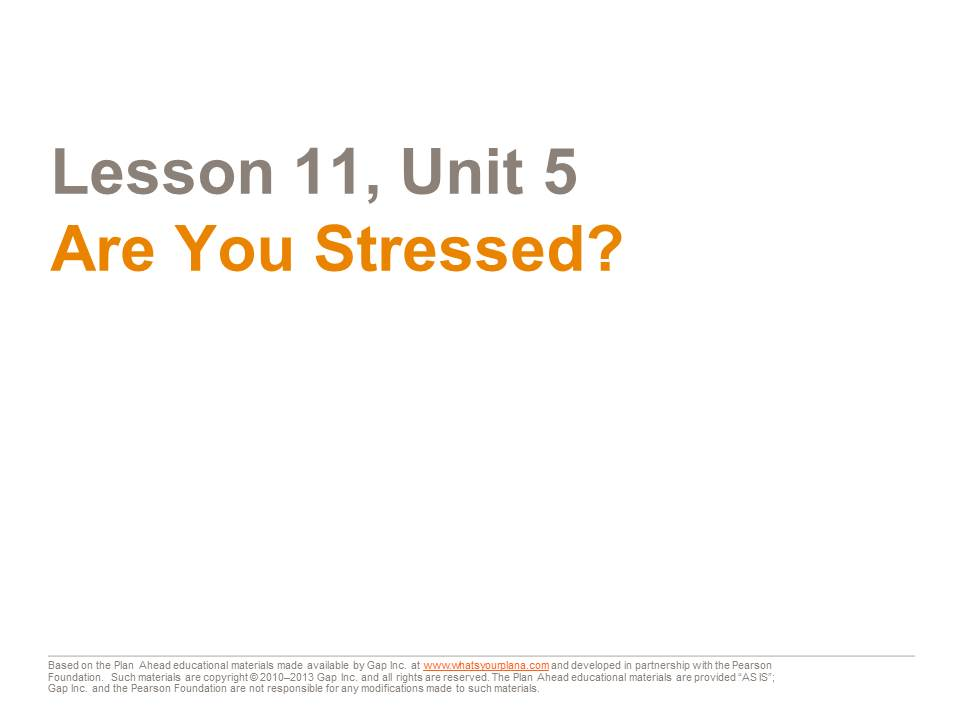 Lesson 11, Unit 5
Are You Stressed?
Based on the Plan Ahead educational materials made available by Gap Inc. at www.whatsyourplana.com and developed in partnership with the Pearson
Foundation. Such materials are copyright © 2010–2013 Gap Inc. and all rights are reserved. The Plan Ahead educational materials are provided “AS IS”;
Gap Inc. and the Pearson Foundation are not responsible for any modifications made to such materials.